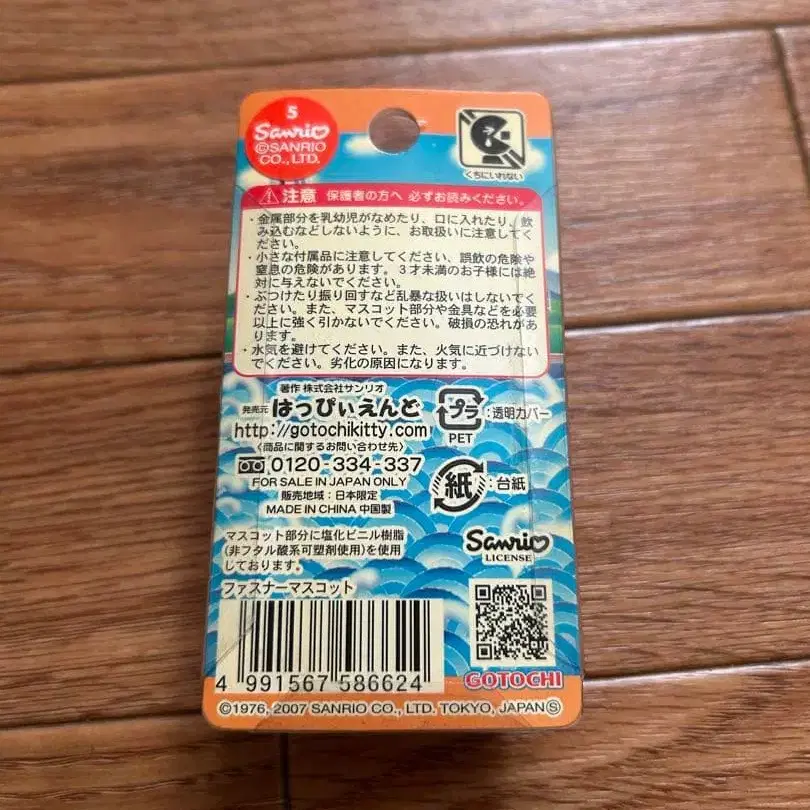 5
Sanrio
©SANRIO
CO., LTD.
くちにいれない
注意 保護者の方へ 必ずお読みください。
・金属部分を乳幼児がなめたり、口に入れたり、飲
み込むなどしないように、お取扱いに注意してく
ださい。
・小さな付属品に注意してください、誤飲の危険や
窒息の危険があります。3才未満のお子様には絶
対に与えないでください。
・ぶつけたり振り回すなど乱暴な扱いはしないでく
ださい。また、マスコット部分や金具などを必要
以上に強く引かないでください。破損の恐れがあ
ります。
・水気を避けてください。また、火気に近づけない
でください。劣化の原因になります。
著作 株式会社サンリオ
発売元 はっぴぃえんど
http://gotochikitty.com
〈商品に関するお問い合わせ先〉
0120-334-337
FOR SALE IN JAPAN ONLY
販売地域：日本限定
MADE IN CHINA 中国製
プラ：透明カバー
PET
紙：台紙
マスコット部分に塩化ビニル樹脂
(非フタル酸系可塑剤使用)を使用
しております。
ファスナーマスコット
Sanrio
LICENSE
4 991567 586624
GOTOCHI
©1976, 2007 SANRIO CO., LTD. TOKYO, JAPAN Ⓢ